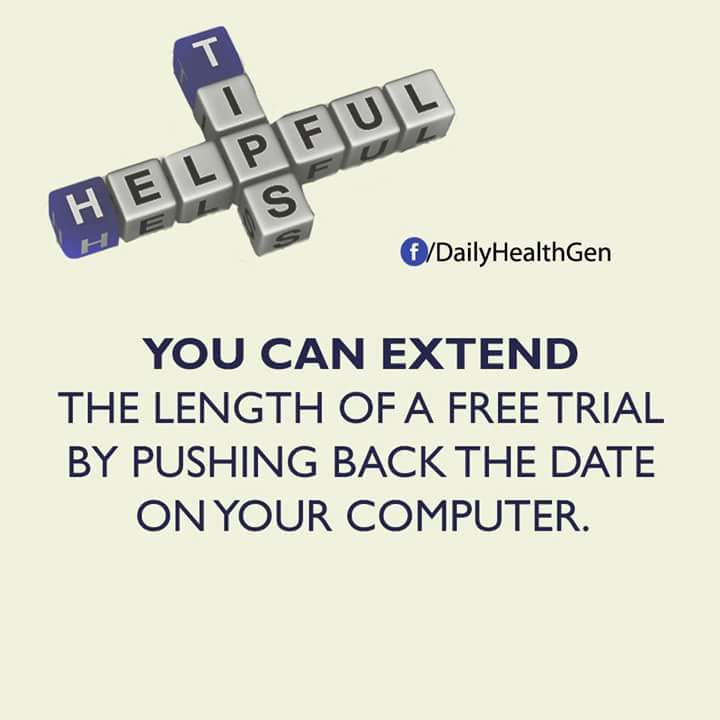 HELPFUL
TIPS
f/DailyHealthGen
YOU CAN EXTEND
THE LENGTH OF A FREE TRIAL
BY PUSHING BACK THE DATE
ON YOUR COMPUTER.